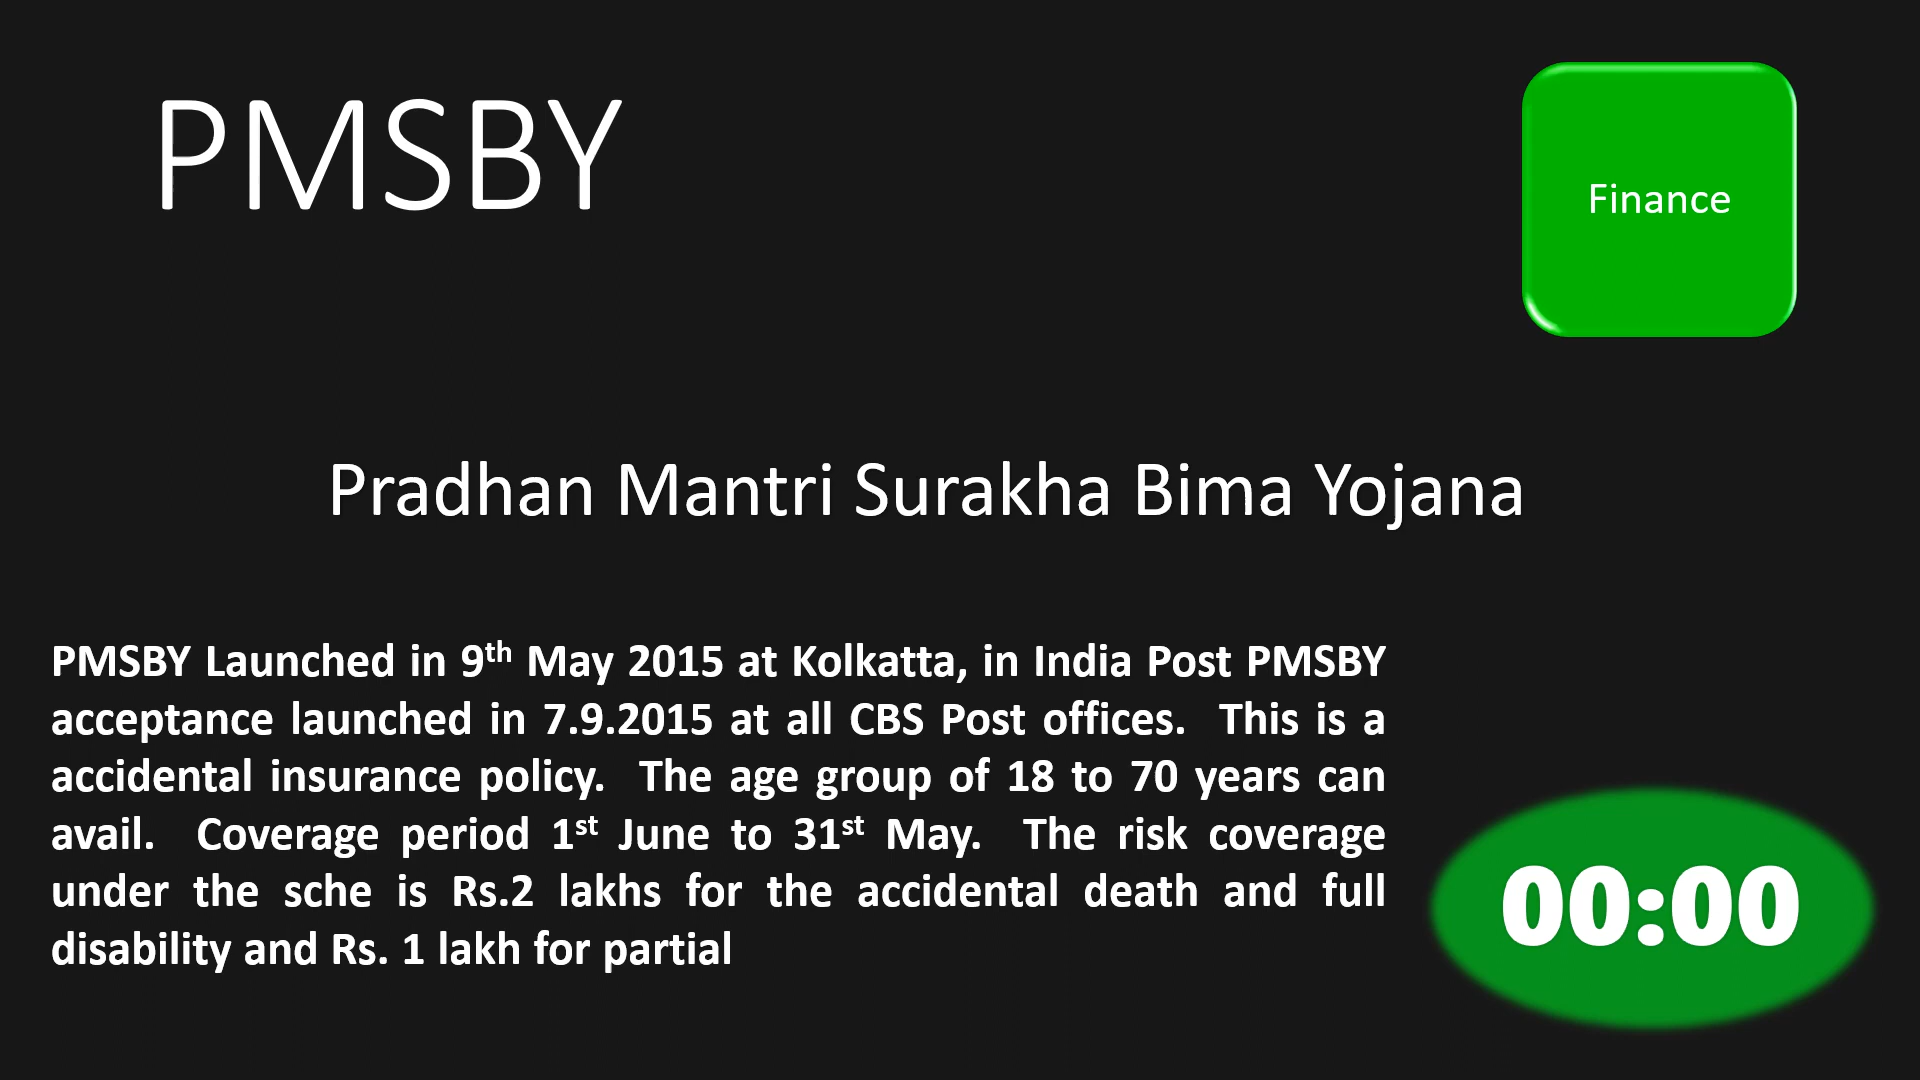 PMSBY
Finance
Pradhan Mantri Surakha Bima Yojana
PMSBY Launched in 9th May 2015 at Kolkatta, in India Post PMSBY
acceptance launched in 7.9.2015 at all CBS Post offices. This is a
accidental insurance policy. The age group of 18 to 70 years can
avail. Coverage period 1st June to 31st May. The risk coverage
under the sche is Rs.2 lakhs for the accidental death and full
disability and Rs. 1 lakh for partial
00:00